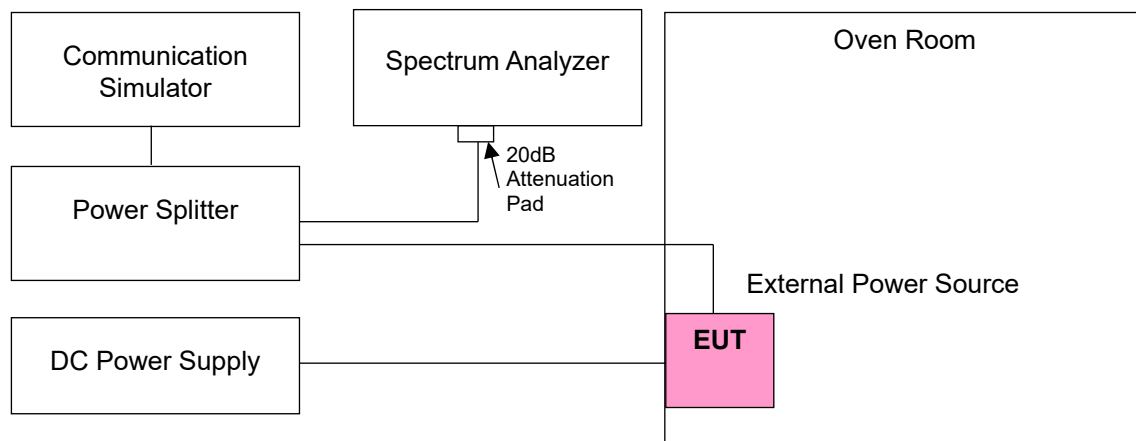 Communication
Simulator
Spectrum Analyzer
Oven Room
20dB
Attenuation
Pad
Power Splitter
External Power Source
EUT
DC Power Supply